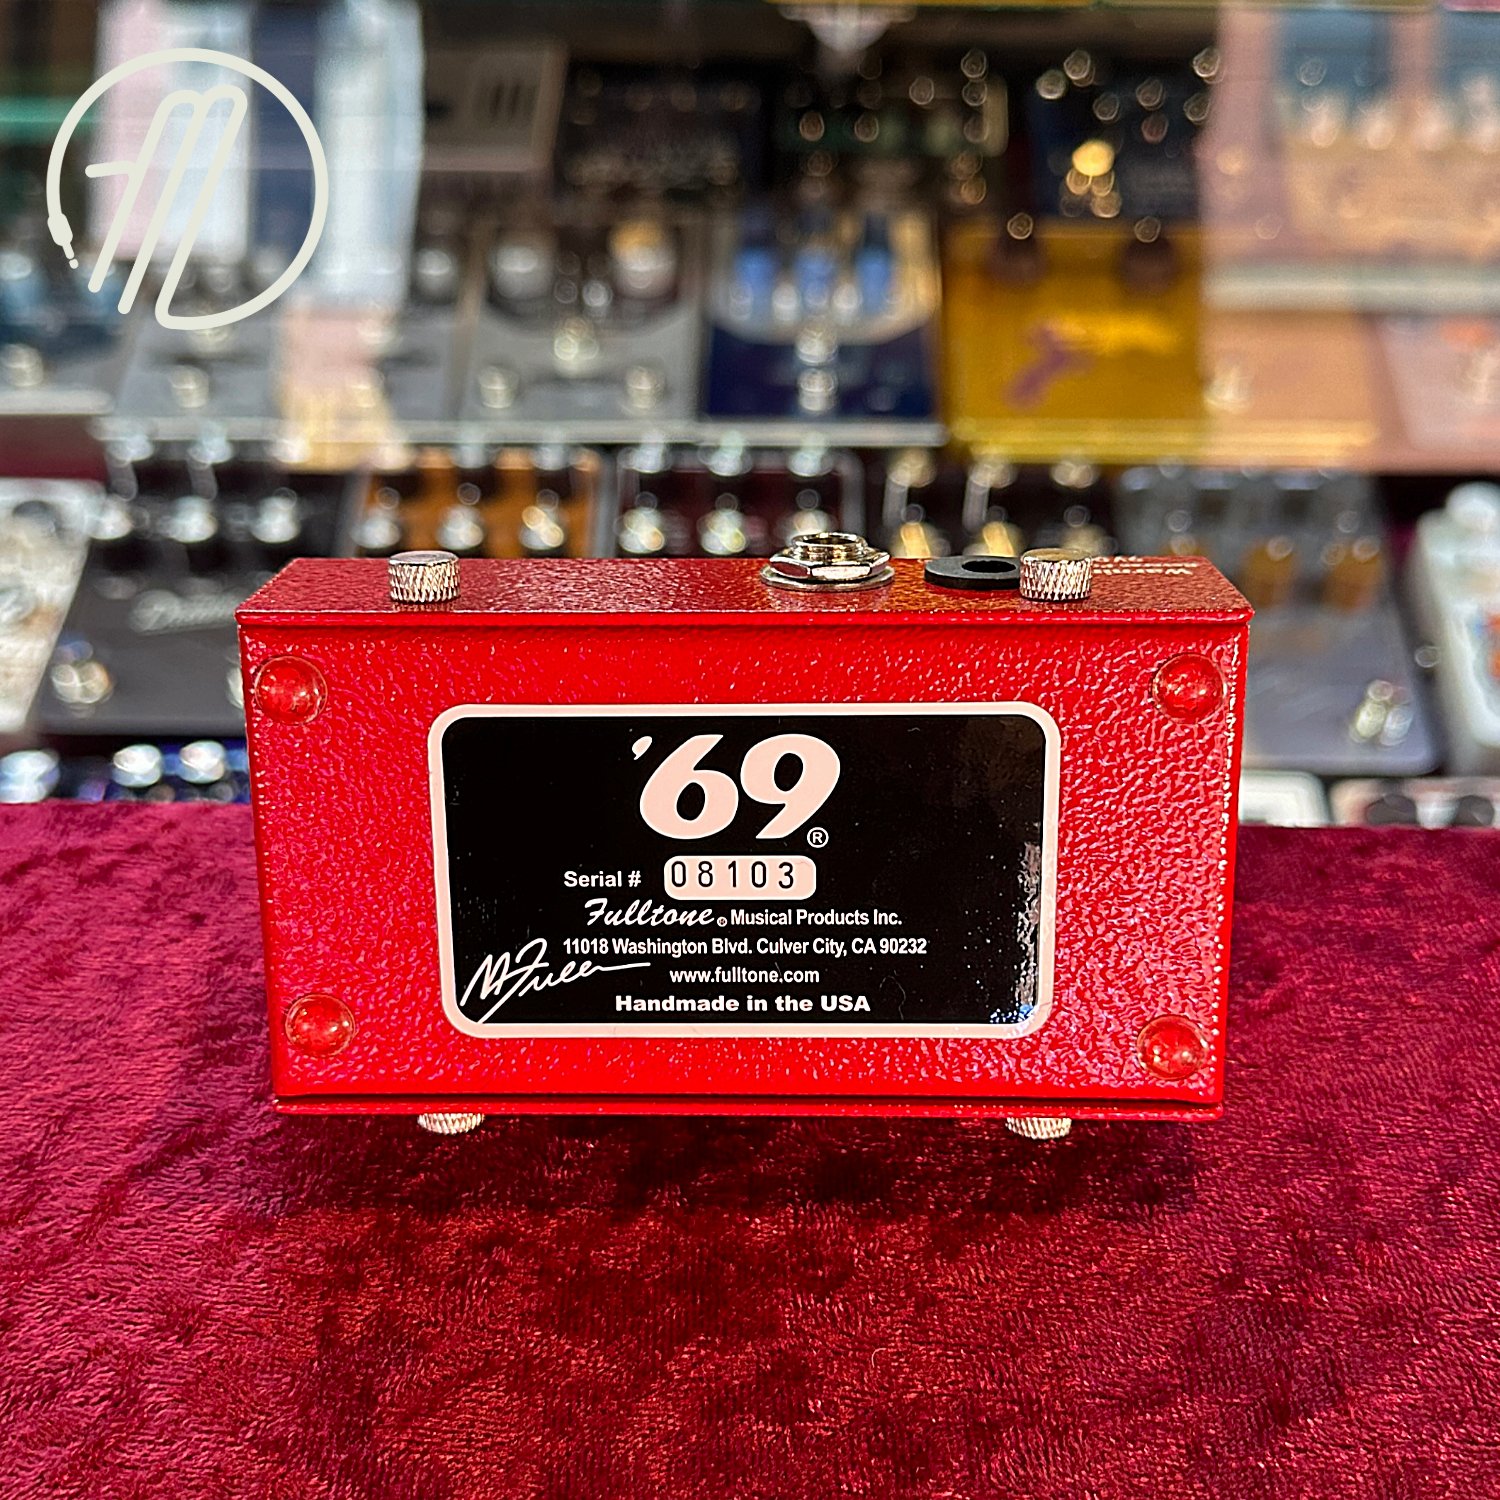 '69®
Serial # 08103
Fulltone® Musical Products Inc.
11018 Washington Blvd. Culver City, CA 90232
MFuller
www.fulltone.com
Handmade in the USA